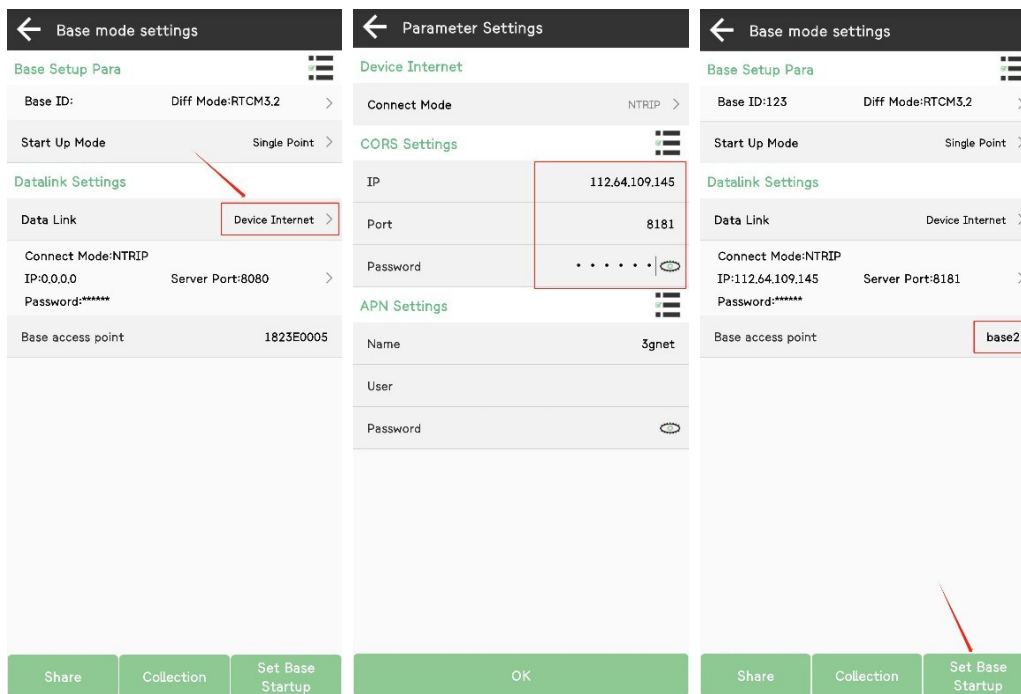 Base mode settings
Base Setup Para
Base ID: Diff Mode:RTCM3.2
Start Up Mode Single Point
Datalink Settings
Data Link Device Internet
Connect Mode:NTRIP
IP:0.0.0.0 Server Port:8080
Password:******
Base access point 1823E0005
Share Collection Set Base Startup
Parameter Settings
Device Internet
Connect Mode NTRIP
CORS Settings
IP 112.64.109.145
Port 8181
Password ••••••
APN Settings
Name 3gnet
User
Password
OK
Base mode settings
Base Setup Para
Base ID:123 Diff Mode:RTCM3.2
Start Up Mode Single Point
Datalink Settings
Data Link Device Internet
Connect Mode:NTRIP
IP:112.64.109.145 Server Port:8181
Password:******
Base access point base2
Share Collection Set Base Startup